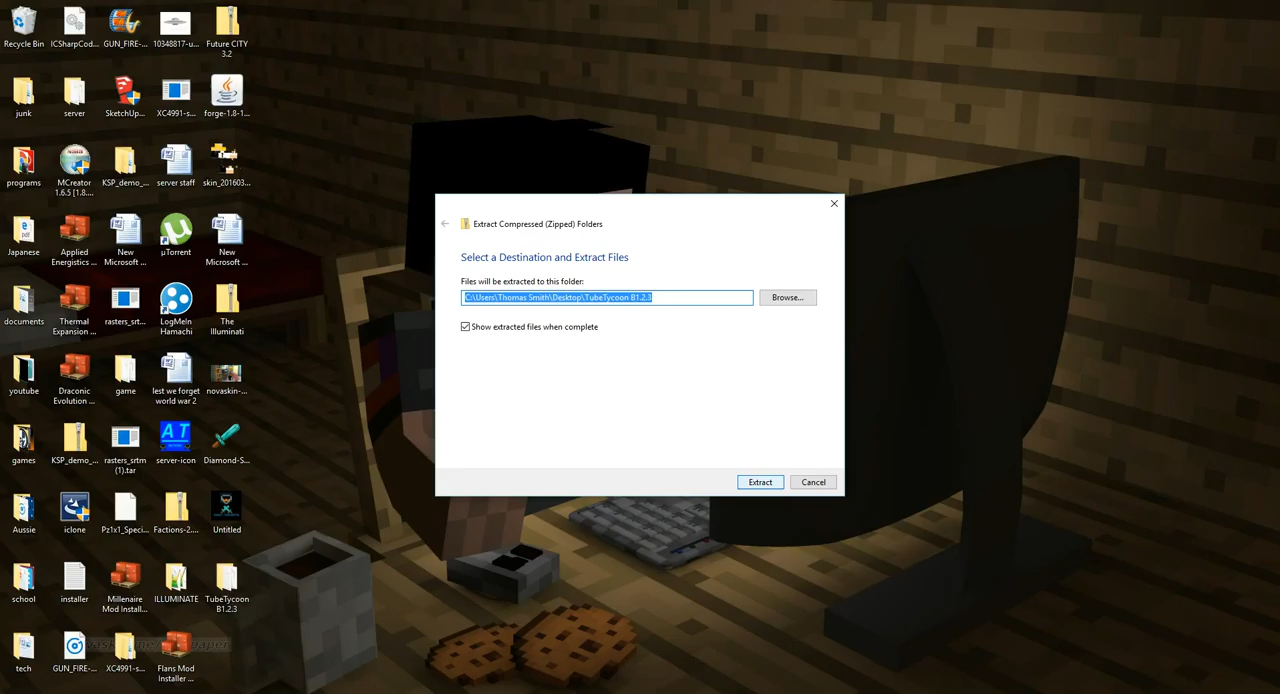 Recycle Bin
ICSharpCod...
GUN_FIRE-...
10348817-u...
Future CITY
3.2
junk
server
SketchUp...
XC4991-s...
forge-1.8-1...
programs
MCreator
1.6.5 [1.8....
KSP_demo_...
server staff
skin_201603...
Japanese
Applied
Energistics ...
New
Microsoft ...
µTorrent
New
Microsoft ...
documents
Thermal
Expansion ...
rasters_srt...
LogMeIn
Hamachi
The
Illuminati
youtube
Draconic
Evolution ...
game
lest we forget
world war 2
novaskin-...
games
KSP_demo_...
rasters_srtm
(1).tar
AT
server-icon
Diamond-S...
Aussie
iclone
Pz1x1_Speci...
Factions-2....
Untitled
school
installer
Millenaire
Mod Install...
ILLUMINATE
TubeTycoon
B1.2.3
tech
GUN_FIRE-...
XC4991-s...
Flans Mod
Installer ...
Extract Compressed (Zipped) Folders
Select a Destination and Extract Files
Files will be extracted to this folder:
C:\Users\Thomas Smith\Desktop\TubeTycoon B1.2.3
Browse...
Show extracted files when complete
Extract
Cancel